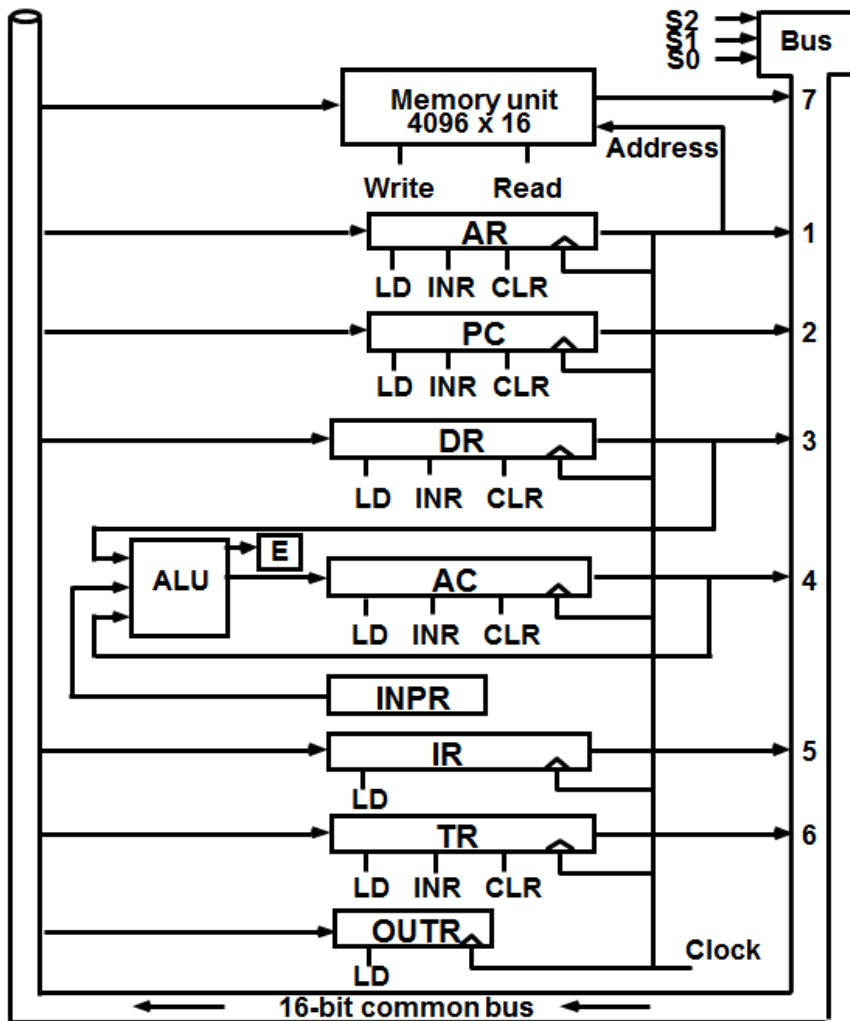 S2
S1
S0
Bus
Memory unit
4096 x 16
7
Address
Write Read
AR
1
LD INR CLR
PC
2
LD INR CLR
DR
3
LD INR CLR
E
ALU
AC
4
LD INR CLR
INPR
IR
5
LD
TR
6
LD INR CLR
OUTR
Clock
LD
16-bit common bus